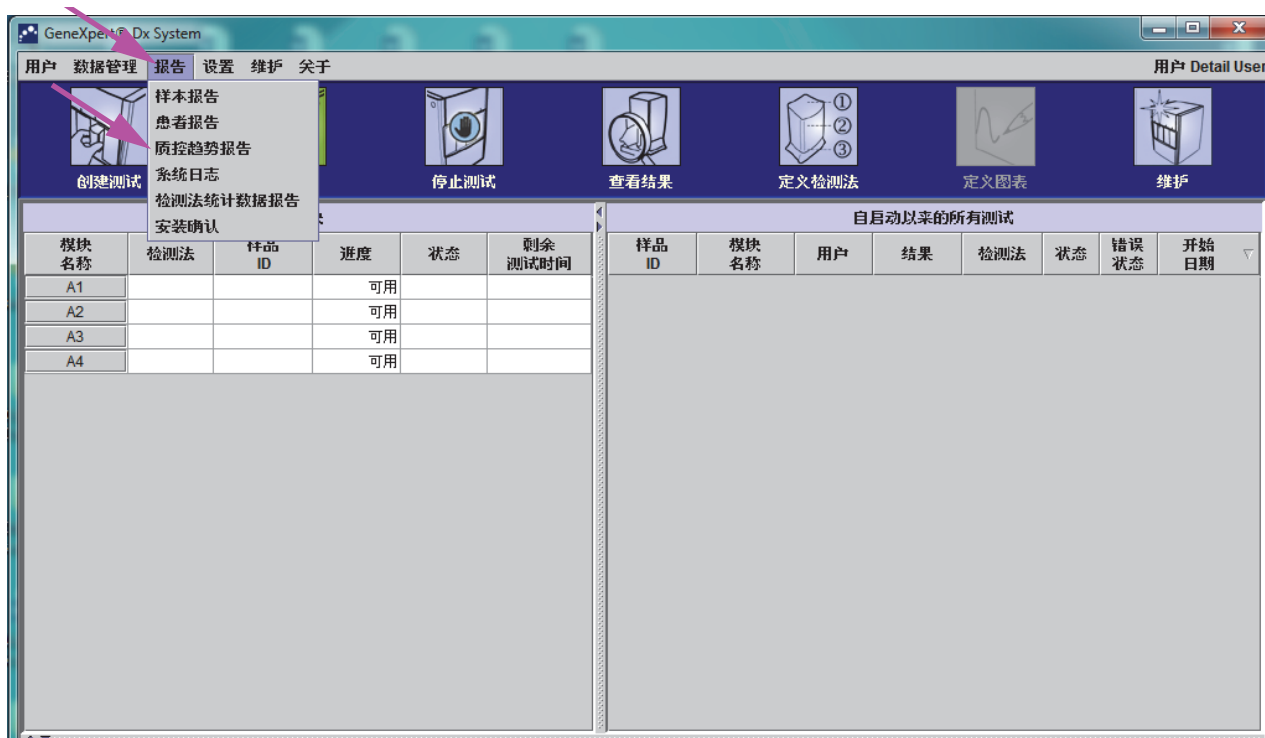 GeneXpert® Dx System
用户 数据管理 报告 设置 维护 关于
用户 Detail User
样本报告
患者报告
质控趋势报告
系统日志
检测法统计数据报告
安装确认
创建测试
停止测试
查看结果
① ② ③
定义检测法
定义图表
维护
自启动以来的所有测试
模块名称 检测法 样品ID 进度 状态 剩余测试时间
A1 可用
A2 可用
A3 可用
A4 可用
样品ID 模块名称 用户 结果 检测法 状态 错误状态 开始日期